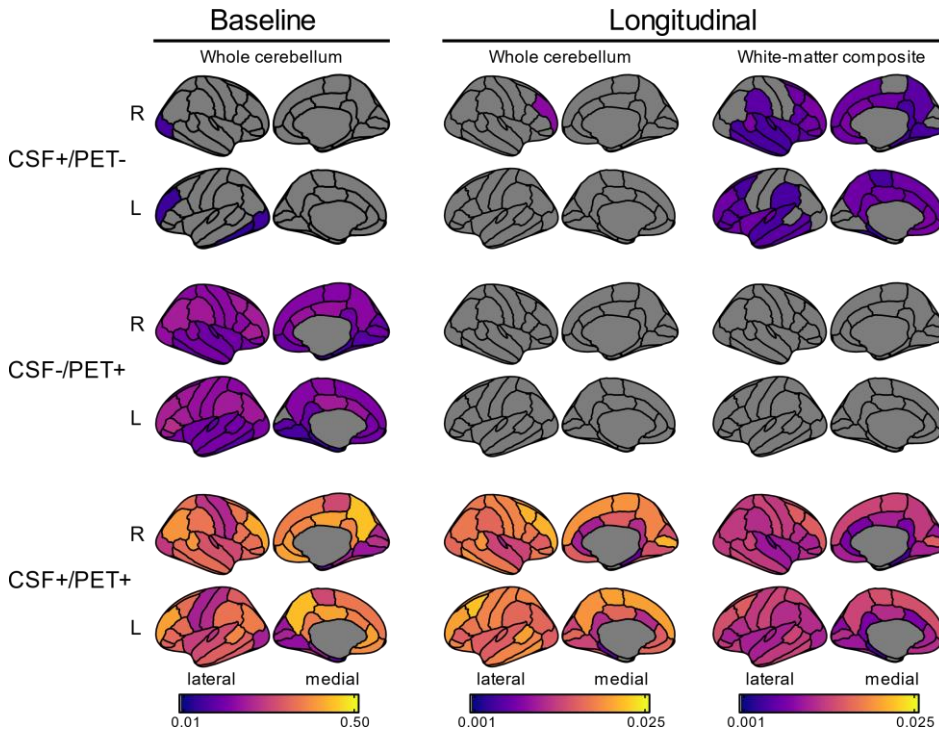 Baseline Longitudinal
Whole cerebellum Whole cerebellum White-matter composite
R
CSF+/PET-
L
R
CSF-/PET+
L
R
CSF+/PET+
L
lateral medial lateral medial lateral medial
0.01 0.50 0.001 0.025 0.001 0.025